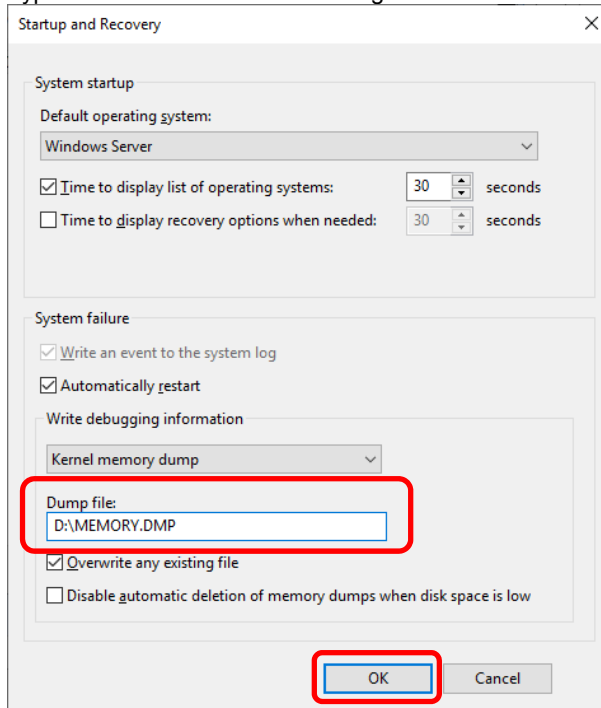 Startup and Recovery
System startup
Default operating system:
Windows Server
Time to display list of operating systems: 30 seconds
Time to display recovery options when needed: 30 seconds
System failure
Write an event to the system log
Automatically restart
Write debugging information
Kernel memory dump
Dump file:
D:\MEMORY.DMP
Overwrite any existing file
Disable automatic deletion of memory dumps when disk space is low
OK Cancel